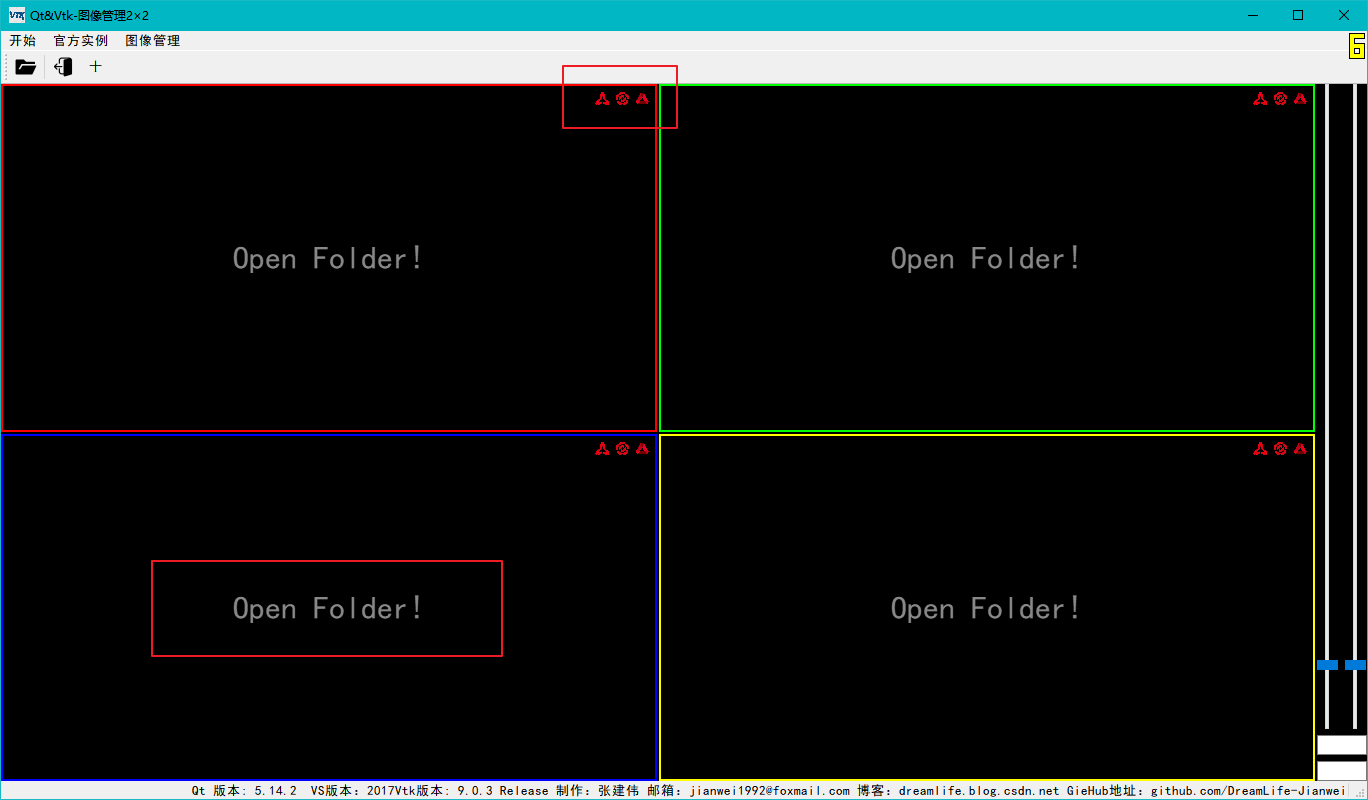 VTK Qt&Vtk-图像管理2×2
开始 官方实例 图像管理
6
Open Folder! Open Folder!
Open Folder! Open Folder!
Qt 版本: 5.14.2 VS版本: 2017Vtk版本: 9.0.3 Release 制作: 张建伟 邮箱: jianwei1992@foxmail.com 博客: dreamlife.blog.csdn.net GieHub地址: github.com/DreamLife-Jianwei